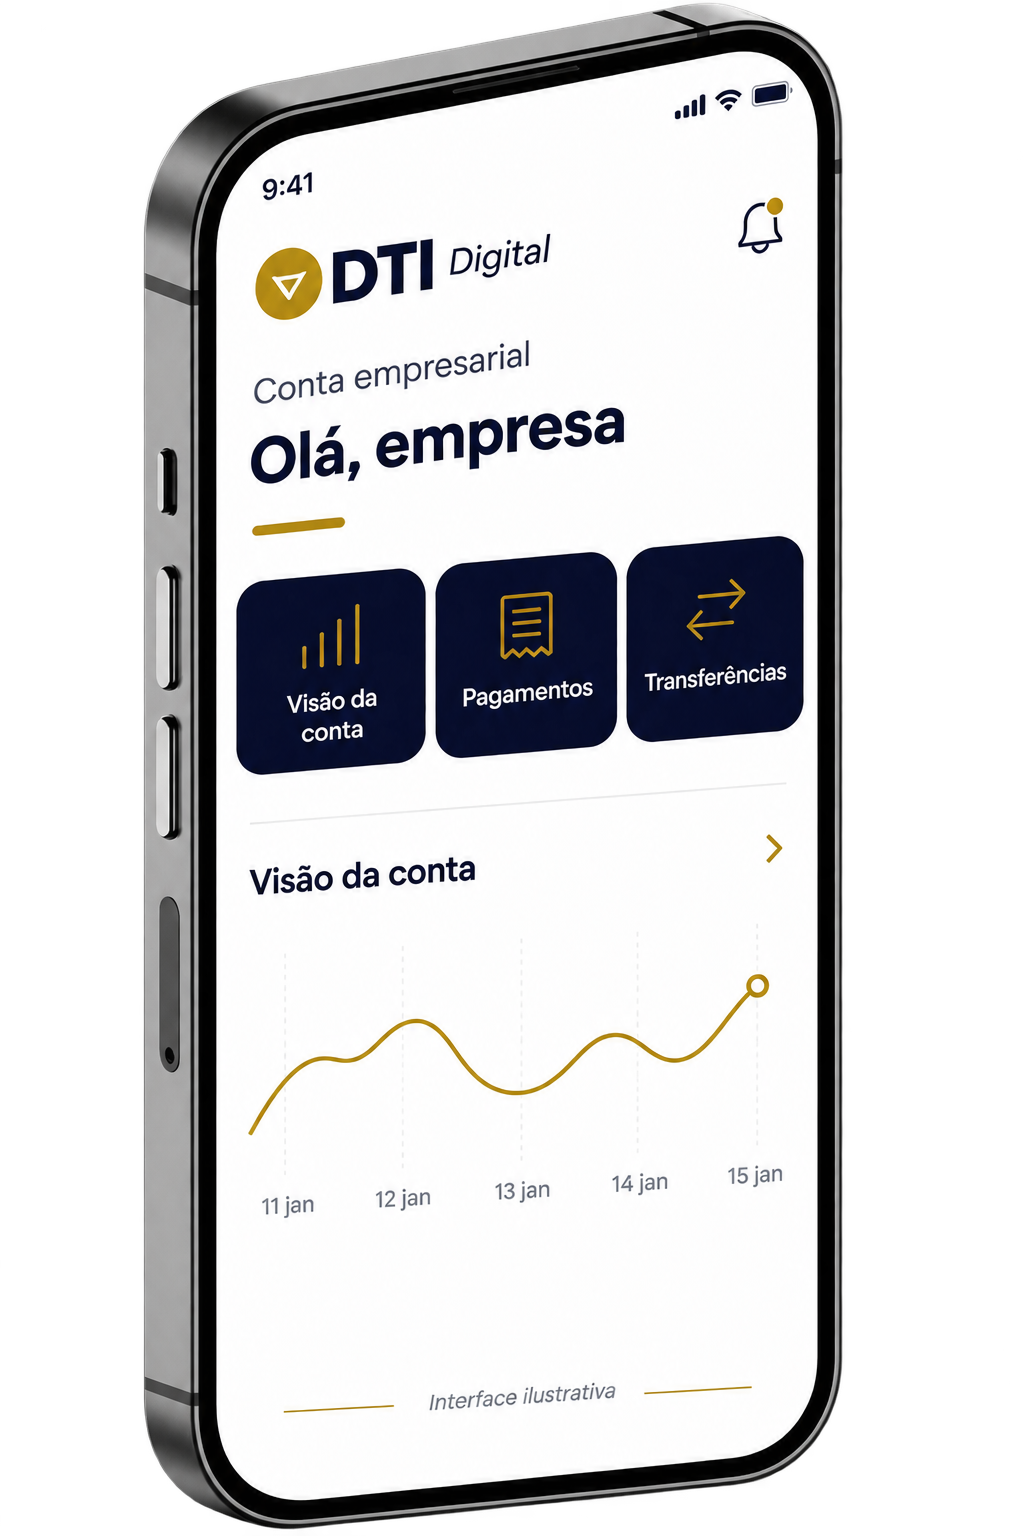 9:41
DTI Digital
Conta empresarial
Olá, empresa
Visão da
conta
Pagamentos
Transferências
Visão da conta
11 jan
12 jan
13 jan
14 jan
15 jan
Interface ilustrativa